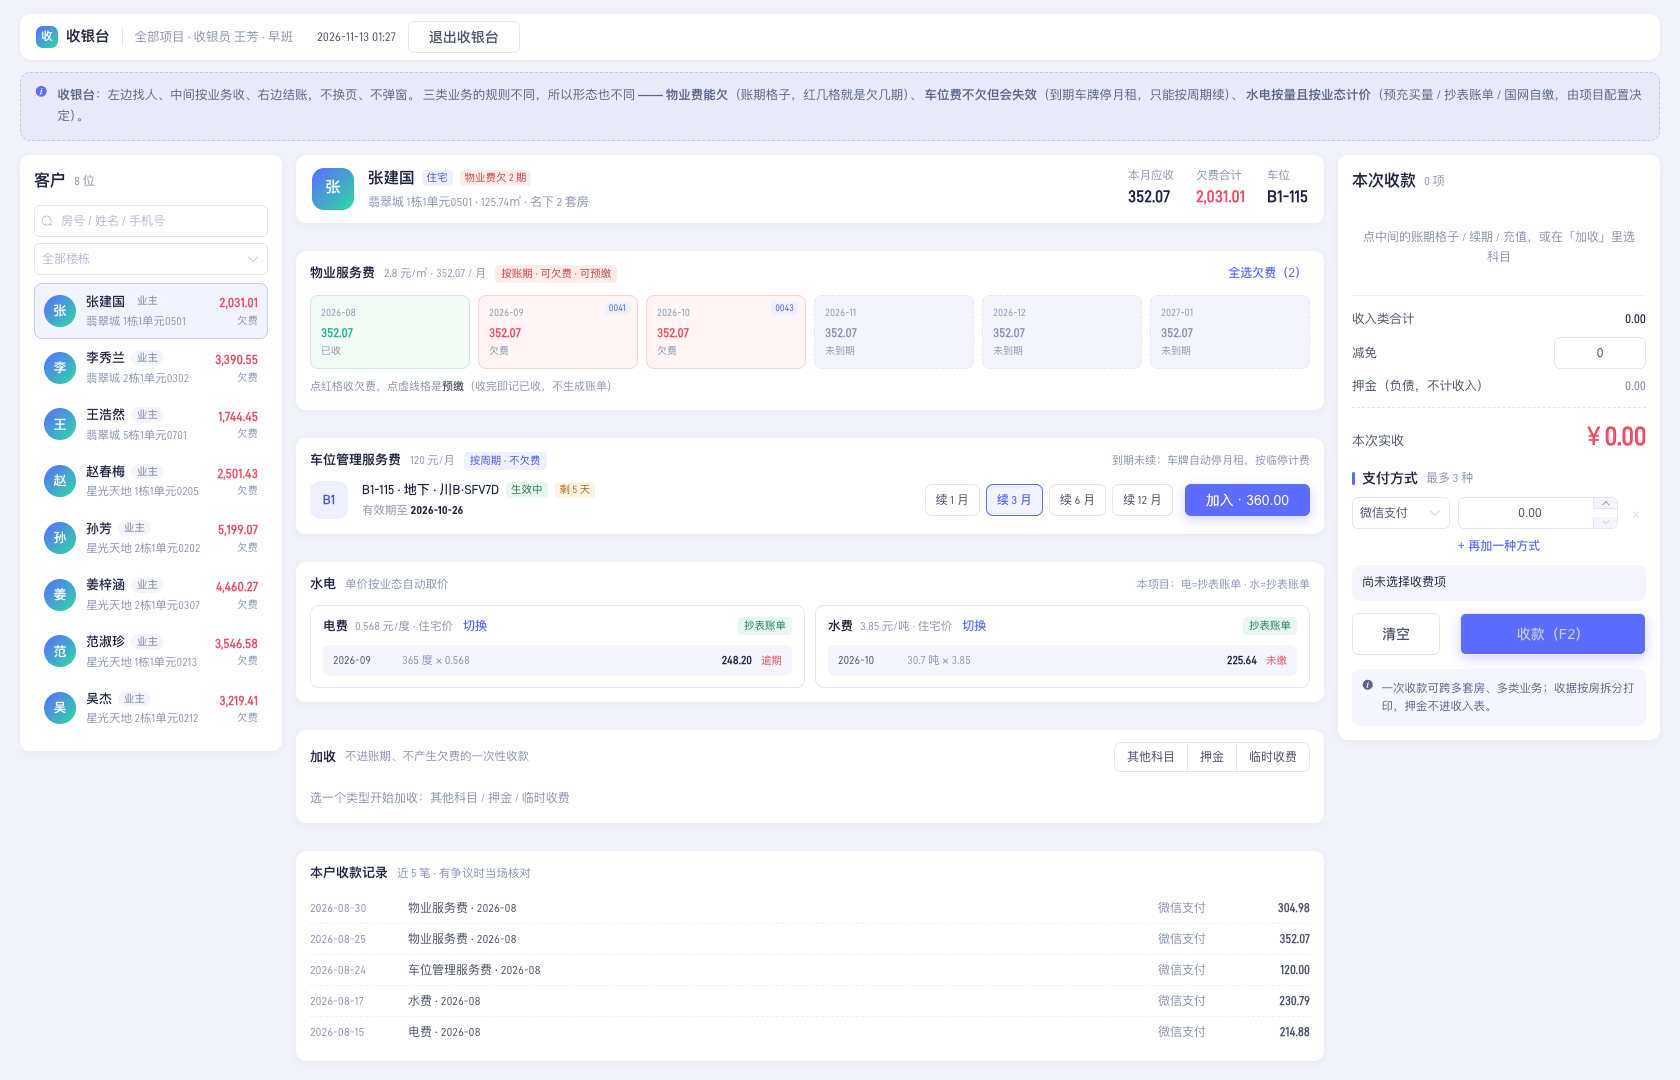 收 收银台 全部项目 · 收银员 王芳 · 早班 2026-11-13 01:27 退出收银台
收银台：左边找人、中间按业务收、右边结账，不换页、不弹窗。 三类业务的规则不同，所以形态也不同 —— 物业费能欠（账期格子，红几格就是欠几期）、 车位费不欠但会失效（到期车牌停月租，只能按周期续）、 水电按量且按业态计价（预充买量 / 抄表账单 / 国网自缴，由项目配置决
定）。
客户 8 位
房号 / 姓名 / 手机号
全部楼栋
张 张建国 业主 2,031.01
翡翠城 1栋1单元0501 欠费
李 李秀兰 业主 3,390.55
翡翠城 2栋1单元0302 欠费
王 王浩然 业主 1,744.45
翡翠城 5栋1单元0701 欠费
赵 赵春梅 业主 2,501.43
星光天地 1栋1单元0205 欠费
孙 孙芳 业主 5,199.07
星光天地 2栋1单元0202 欠费
姜 姜梓涵 业主 4,460.27
星光天地 2栋1单元0307 欠费
范 范淑珍 业主 3,546.58
星光天地 1栋1单元0213 欠费
吴 吴杰 业主 3,219.41
星光天地 2栋1单元0212 欠费
张 张建国 住宅 物业费欠 2 期
翡翠城 1栋1单元0501 · 125.74㎡ · 名下 2 套房
本月应收 欠费合计 车位
352.07 2,031.01 B1-115
物业服务费 2.8 元/㎡ · 352.07 / 月 按账期 · 可欠费 · 可预缴 全选欠费（2）
2026-08
352.07
已收
2026-09 0041
352.07
欠费
2026-10 0043
352.07
欠费
2026-11
352.07
未到期
2026-12
352.07
未到期
2027-01
352.07
未到期
点红格收欠费，点虚线格是预缴（收完即记已收，不生成账单）
车位管理服务费 120 元/月 按周期 · 不欠费 到期未续：车牌自动停月租，按临停计费
B1 B1-115 · 地下 · 川B·SFV7D 生效中 剩 5 天
有效期至 2026-10-26
续 1 月 续 3 月 续 6 月 续 12 月 加入 · 360.00
水电 单价按业态自动取价 本项目：电=抄表账单 · 水=抄表账单
电费 0.568 元/度 · 住宅价 切换 抄表账单
2026-09 365 度 × 0.568 248.20 逾期
水费 3.85 元/吨 · 住宅价 切换 抄表账单
2026-10 30.7 吨 × 3.85 225.64 未缴
加收 不进账期、不产生欠费的一次性收款 其他科目 押金 临时收费
选一个类型开始加收：其他科目 / 押金 / 临时收费
本户收款记录 近 5 笔 · 有争议时当场核对
2026-08-30 物业服务费 · 2026-08 微信支付 304.98
2026-08-25 物业服务费 · 2026-08 微信支付 352.07
2026-08-24 车位管理服务费 · 2026-08 微信支付 120.00
2026-08-17 水费 · 2026-08 微信支付 230.79
2026-08-15 电费 · 2026-08 微信支付 214.88
本次收款 0 项
点中间的账期格子 / 续期 / 充值，或在「加收」里选
科目
收入类合计 0.00
减免 0
押金（负债，不计收入） 0.00
本次实收 ¥ 0.00
支付方式 最多 3 种
微信支付 0.00 ×
+ 再加一种方式
尚未选择收费项
清空 收款（F2）
一次收款可跨多套房、多类业务；收据按房拆分打
印，押金不进收入表。